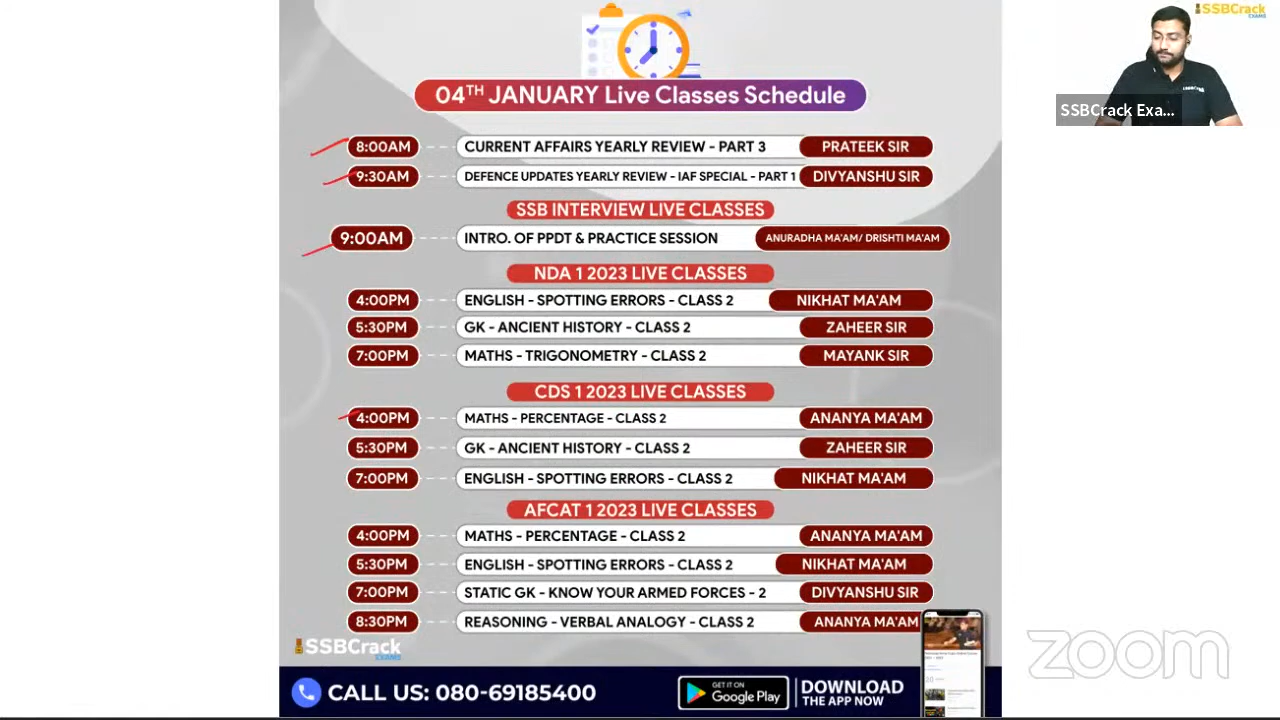 SSBCrack
EXAMS
SSBCrack Exa...
04TH JANUARY Live Classes Schedule
8:00AM CURRENT AFFAIRS YEARLY REVIEW - PART 3 PRATEEK SIR
9:30AM DEFENCE UPDATES YEARLY REVIEW - IAF SPECIAL - PART 1 DIVYANSHU SIR
SSB INTERVIEW LIVE CLASSES
9:00AM INTRO. OF PPDT & PRACTICE SESSION ANURADHA MA'AM/ DRISHTI MA'AM
NDA 1 2023 LIVE CLASSES
4:00PM ENGLISH - SPOTTING ERRORS - CLASS 2 NIKHAT MA'AM
5:30PM GK - ANCIENT HISTORY - CLASS 2 ZAHEER SIR
7:00PM MATHS - TRIGONOMETRY - CLASS 2 MAYANK SIR
CDS 1 2023 LIVE CLASSES
4:00PM MATHS - PERCENTAGE - CLASS 2 ANANYA MA'AM
5:30PM GK - ANCIENT HISTORY - CLASS 2 ZAHEER SIR
7:00PM ENGLISH - SPOTTING ERRORS - CLASS 2 NIKHAT MA'AM
AFCAT 1 2023 LIVE CLASSES
4:00PM MATHS - PERCENTAGE - CLASS 2 ANANYA MA'AM
5:30PM ENGLISH - SPOTTING ERRORS - CLASS 2 NIKHAT MA'AM
7:00PM STATIC GK - KNOW YOUR ARMED FORCES - 2 DIVYANSHU SIR
8:30PM REASONING - VERBAL ANALOGY - CLASS 2 ANANYA MA'AM
SSBCrack
EXAMS
zoom
CALL US: 080-69185400
GET IT ON
Google Play
DOWNLOAD
THE APP NOW